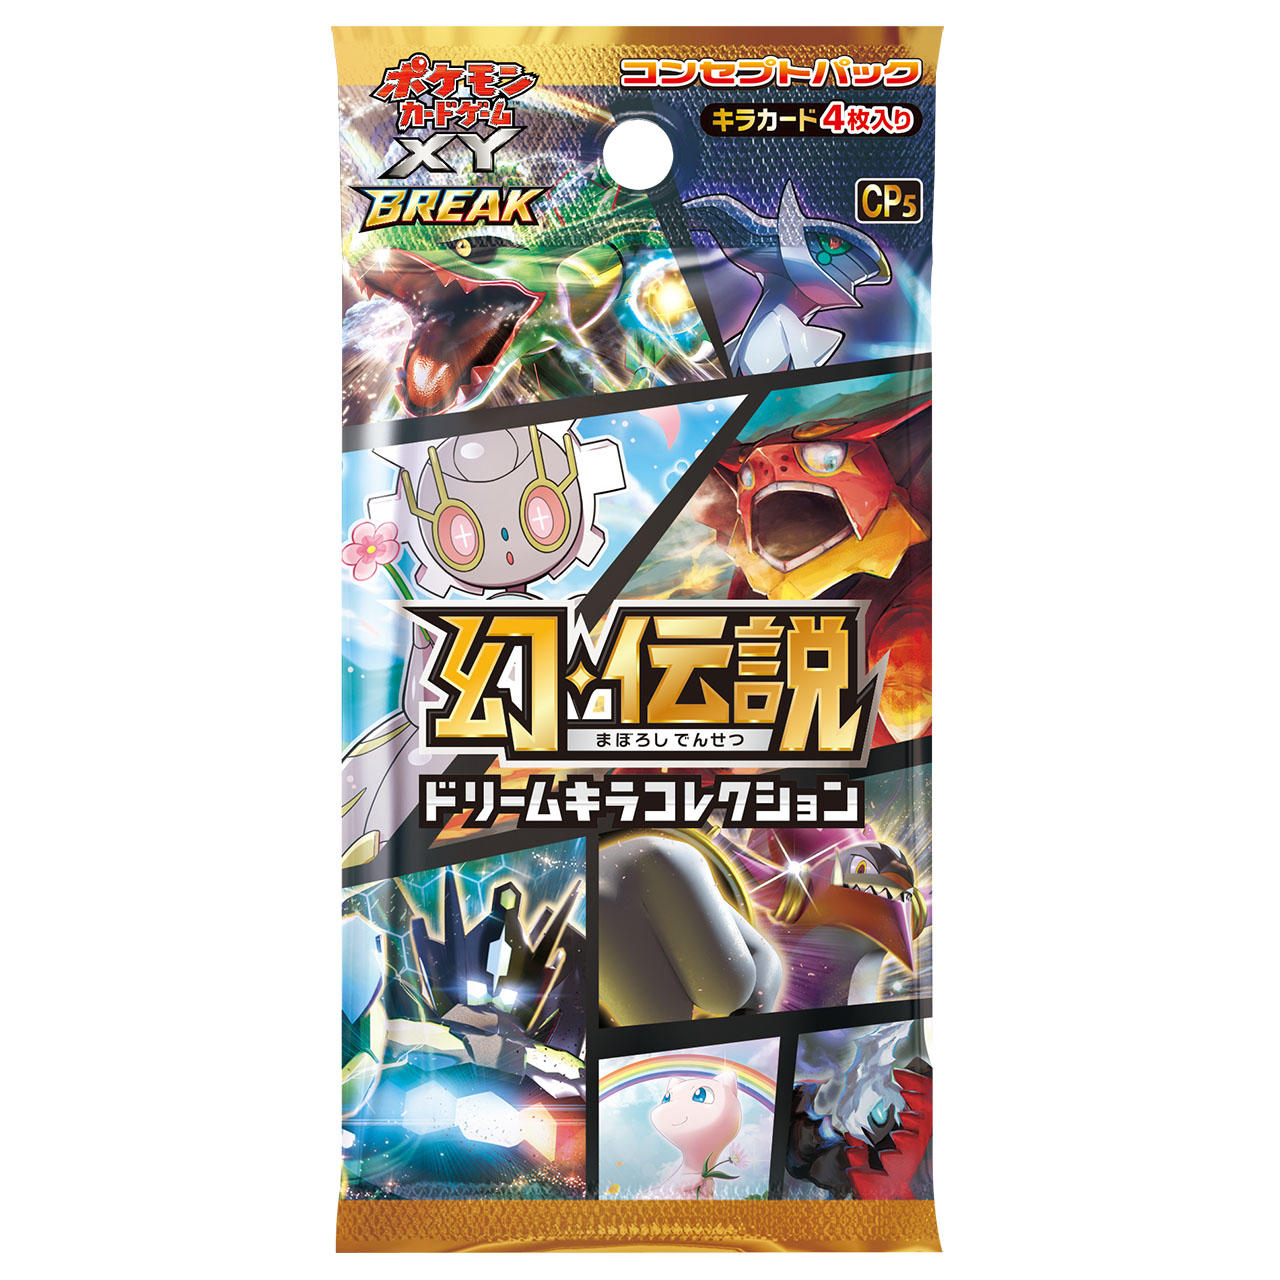 ポケモン
カードゲーム™
XY
BREAK
コンセプトパック
キラカード4枚入り
CP5
幻・伝説
まぼろしでんせつ
ドリームキラコレクション